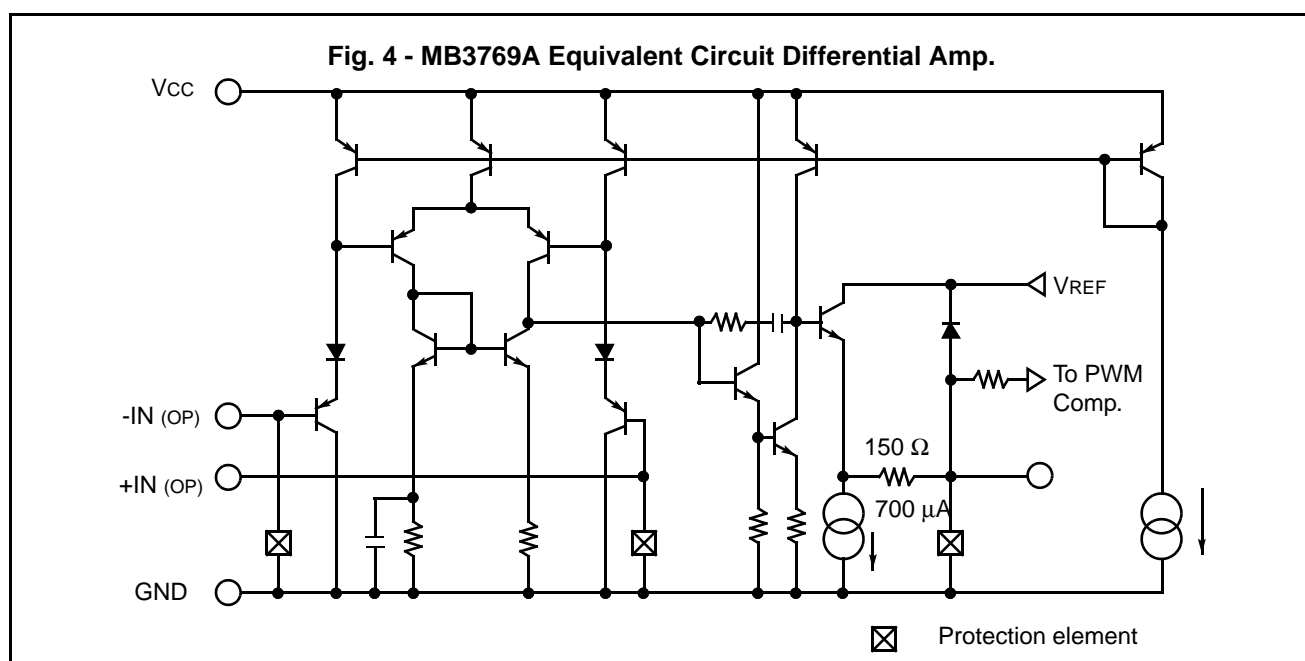 Fig. 4 - MB3769A Equivalent Circuit Differential Amp.
VCC
VREF
To PWM
Comp.
-IN (OP)
150 Ω
+IN (OP)
700 μA
GND
Protection element